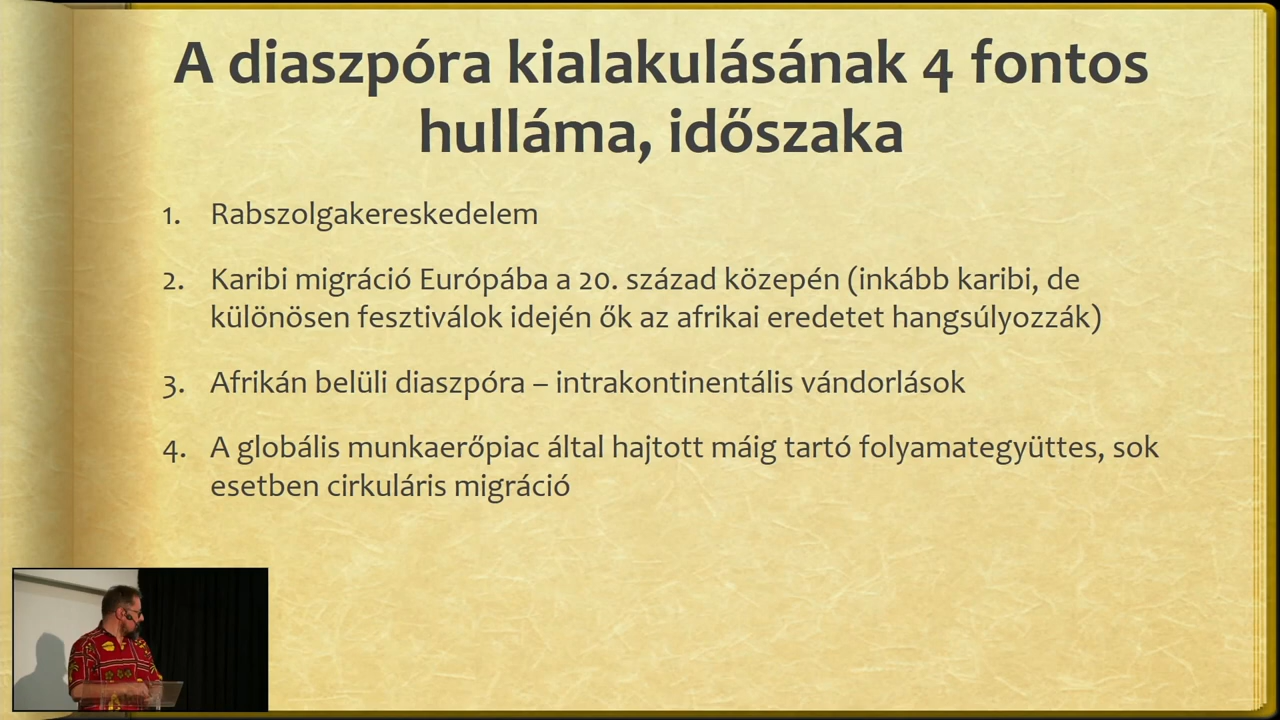 A diaszpóra kialakulásának 4 fontos
hulláma, időszaka
1. Rabszolgakereskedelem
2. Karibi migráció Európába a 20. század közepén (inkább karibi, de
különösen fesztiválok idején ők az afrikai eredetet hangsúlyozzák)
3. Afrikán belüli diaszpóra – intrakontinentális vándorlások
4. A globális munkaerőpiac által hajtott máig tartó folyamategyüttes, sok
esetben cirkuláris migráció